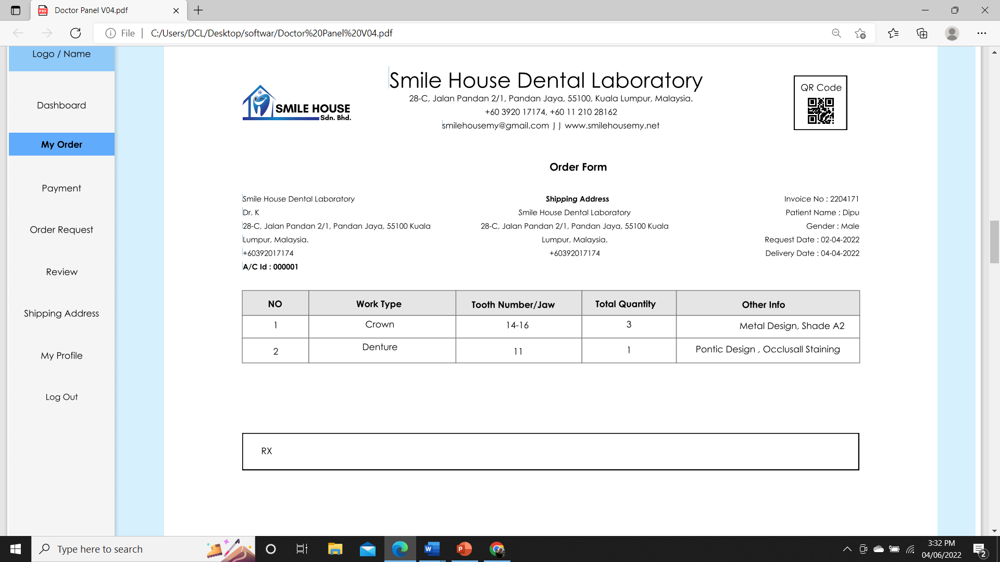 Doctor Panel V04.pdf
File
C:/Users/DCL/Desktop/softwar/Doctor%20Panel%20V04.pdf
Logo / Name
Dashboard
My Order
Payment
Order Request
Review
Shipping Address
My Profile
Log Out
SMILE HOUSE
Sdn. Bhd.
Smile House Dental Laboratory
28-C, Jalan Pandan 2/1, Pandan Jaya, 55100, Kuala Lumpur, Malaysia.
+60 3920 17174, +60 11 210 28162
smilehousemy@gmail.com || www.smilehousemy.net
QR Code
Order Form
Smile House Dental Laboratory
Dr. K
28-C, Jalan Pandan 2/1, Pandan Jaya, 55100 Kuala
Lumpur, Malaysia.
+60392017174
A/C Id : 000001
Shipping Address
Smile House Dental Laboratory
28-C, Jalan Pandan 2/1, Pandan Jaya, 55100 Kuala
Lumpur, Malaysia.
+60392017174
Invoice No : 2204171
Patient Name : Dipu
Gender : Male
Request Date : 02-04-2022
Delivery Date : 04-04-2022
NO Work Type Tooth Number/Jaw Total Quantity Other Info
1 Crown 14-16 3 Metal Design, Shade A2
2 Denture 11 1 Pontic Design , Occlusall Staining
RX
Type here to search
3:32 PM
04/06/2022
2